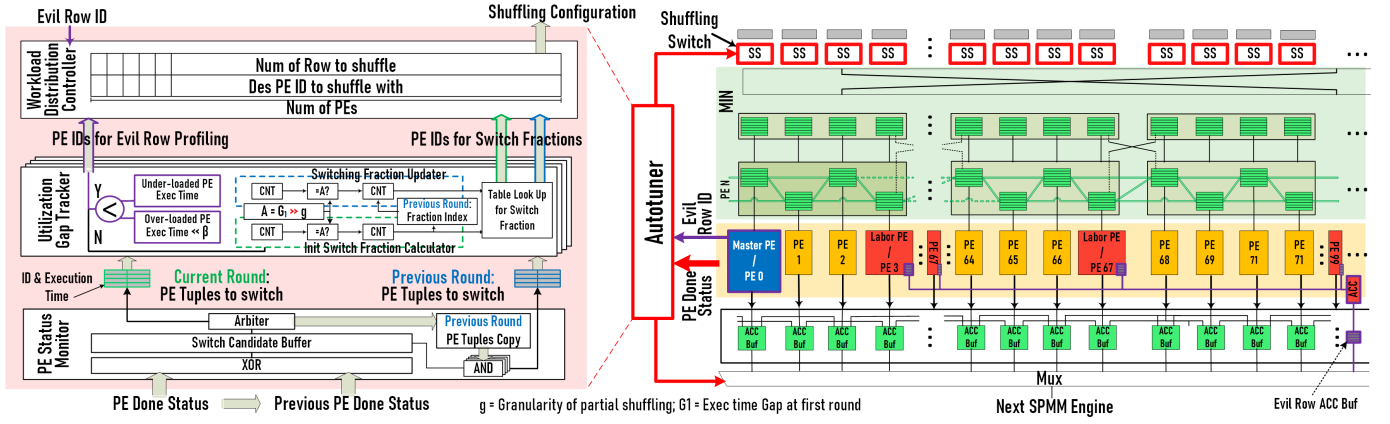 Evil Row ID
Shuffling Configuration
Workload
Distribution
Controller
Num of Row to shuffle
Des PE ID to shuffle with
Num of PEs
PE IDs for Evil Row Profiling
PE IDs for Switch Fractions
Utilization
Gap Tracker
Y
<
N
Under-loaded PE
Exec Time
Over-loaded PE
Exec Time << β
Switching Fraction Updater
CNT
=A?
CNT
A = G1 >> g
Previous Round:
Fraction Index
CNT
=A?
CNT
Init Switch Fraction Calculator
Table Look Up
for Switch
Fraction
ID & Execution
Time
Current Round:
PE Tuples to switch
Previous Round:
PE Tuples to switch
PE Status
Monitor
Arbiter
Switch Candidate Buffer
XOR
Previous Round
PE Tuples Copy
AND
PE Done Status
Previous PE Done Status
g = Granularity of partial shuffling; G1 = Exec time Gap at first round
Autotuner
Shuffling
Switch
SS
SS
SS
SS
SS
SS
SS
SS
SS
SS
SS
SS
MIN
PE N
Evil
Row ID
PE Done
Status
Master PE
/
PE 0
PE
1
PE
2
Labor PE
/
PE 3
PE 67
PE
64
PE
65
PE
66
Labor PE
/
PE 67
PE
68
PE
69
PE
71
PE
71
PE 66
ACC
ACC
Buf
ACC
Buf
ACC
Buf
ACC
Buf
ACC
Buf
ACC
Buf
ACC
Buf
ACC
Buf
ACC
Buf
ACC
Buf
ACC
Buf
ACC
Buf
Mux
Next SPMM Engine
Evil Row ACC Buf